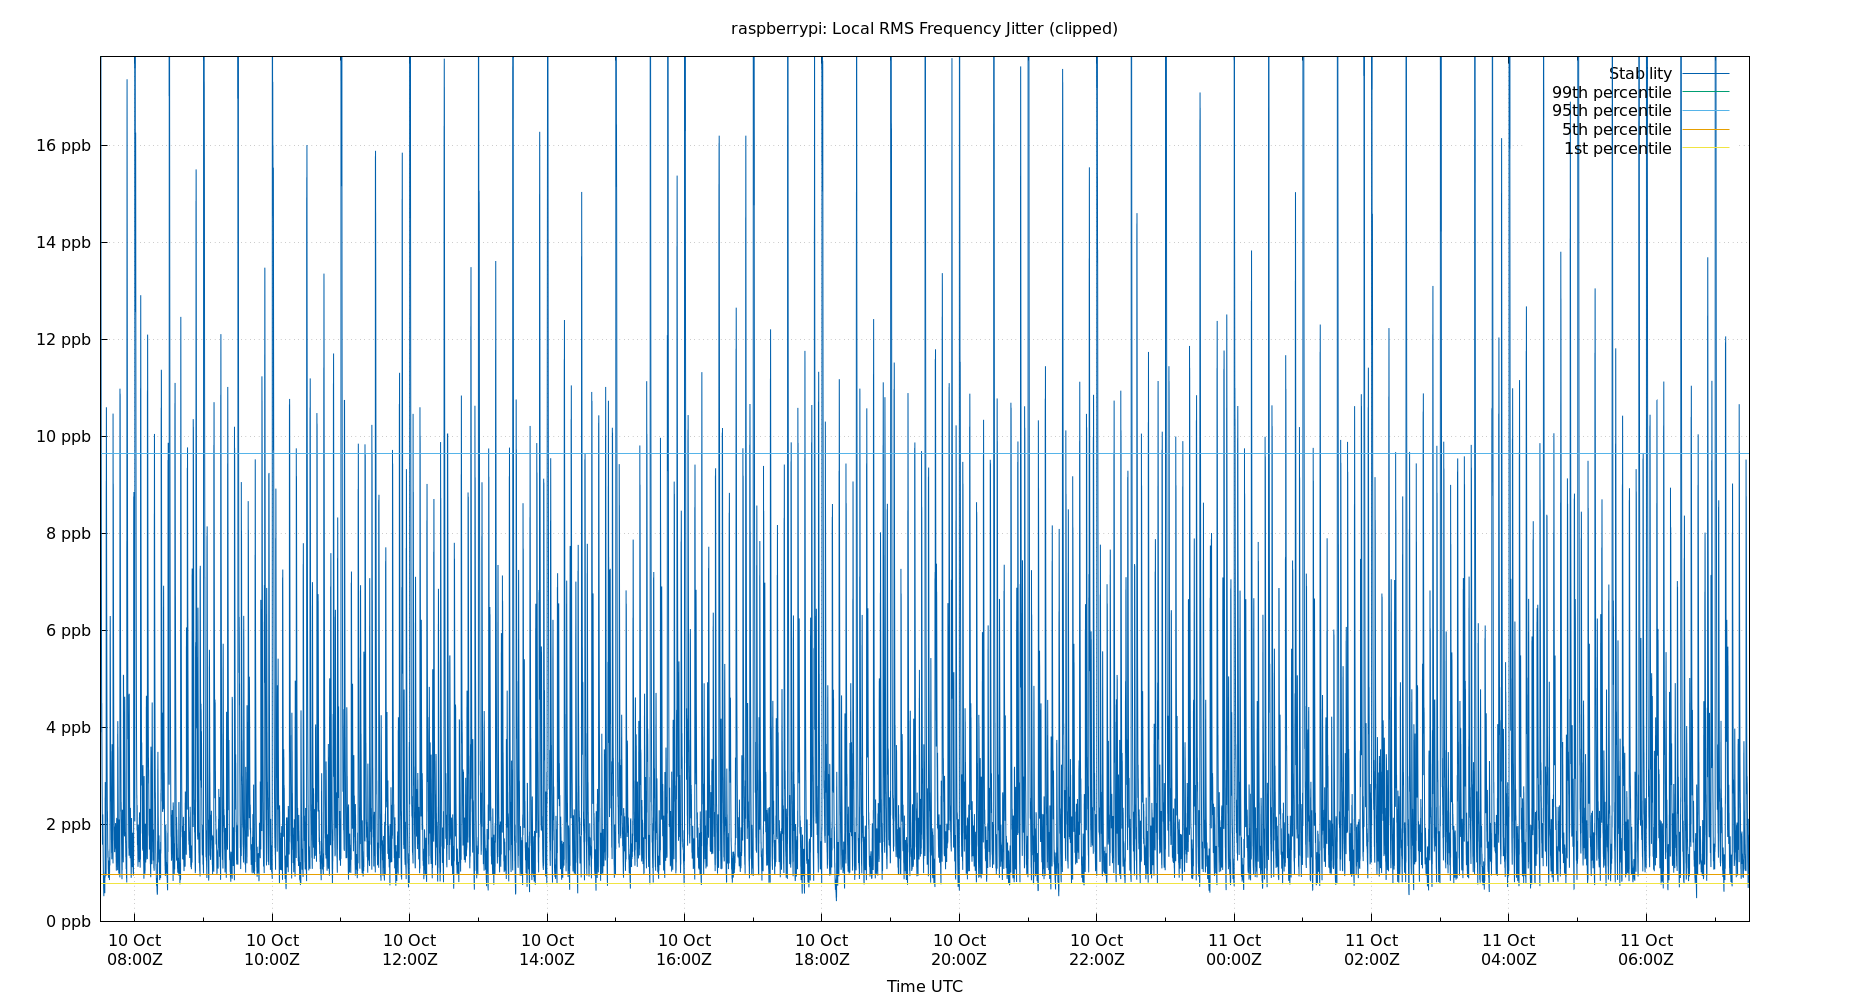 raspberrypi: Local RMS Frequency Jitter (clipped)
Stability
99th percentile
95th percentile
5th percentile
1st percentile
16 ppb
14 ppb
12 ppb
10 ppb
8 ppb
6 ppb
4 ppb
2 ppb
0 ppb
10 Oct 10 Oct 10 Oct 10 Oct 10 Oct 10 Oct 10 Oct 10 Oct 11 Oct 11 Oct 11 Oct 11 Oct
08:00Z 10:00Z 12:00Z 14:00Z 16:00Z 18:00Z 20:00Z 22:00Z 00:00Z 02:00Z 04:00Z 06:00Z
Time UTC